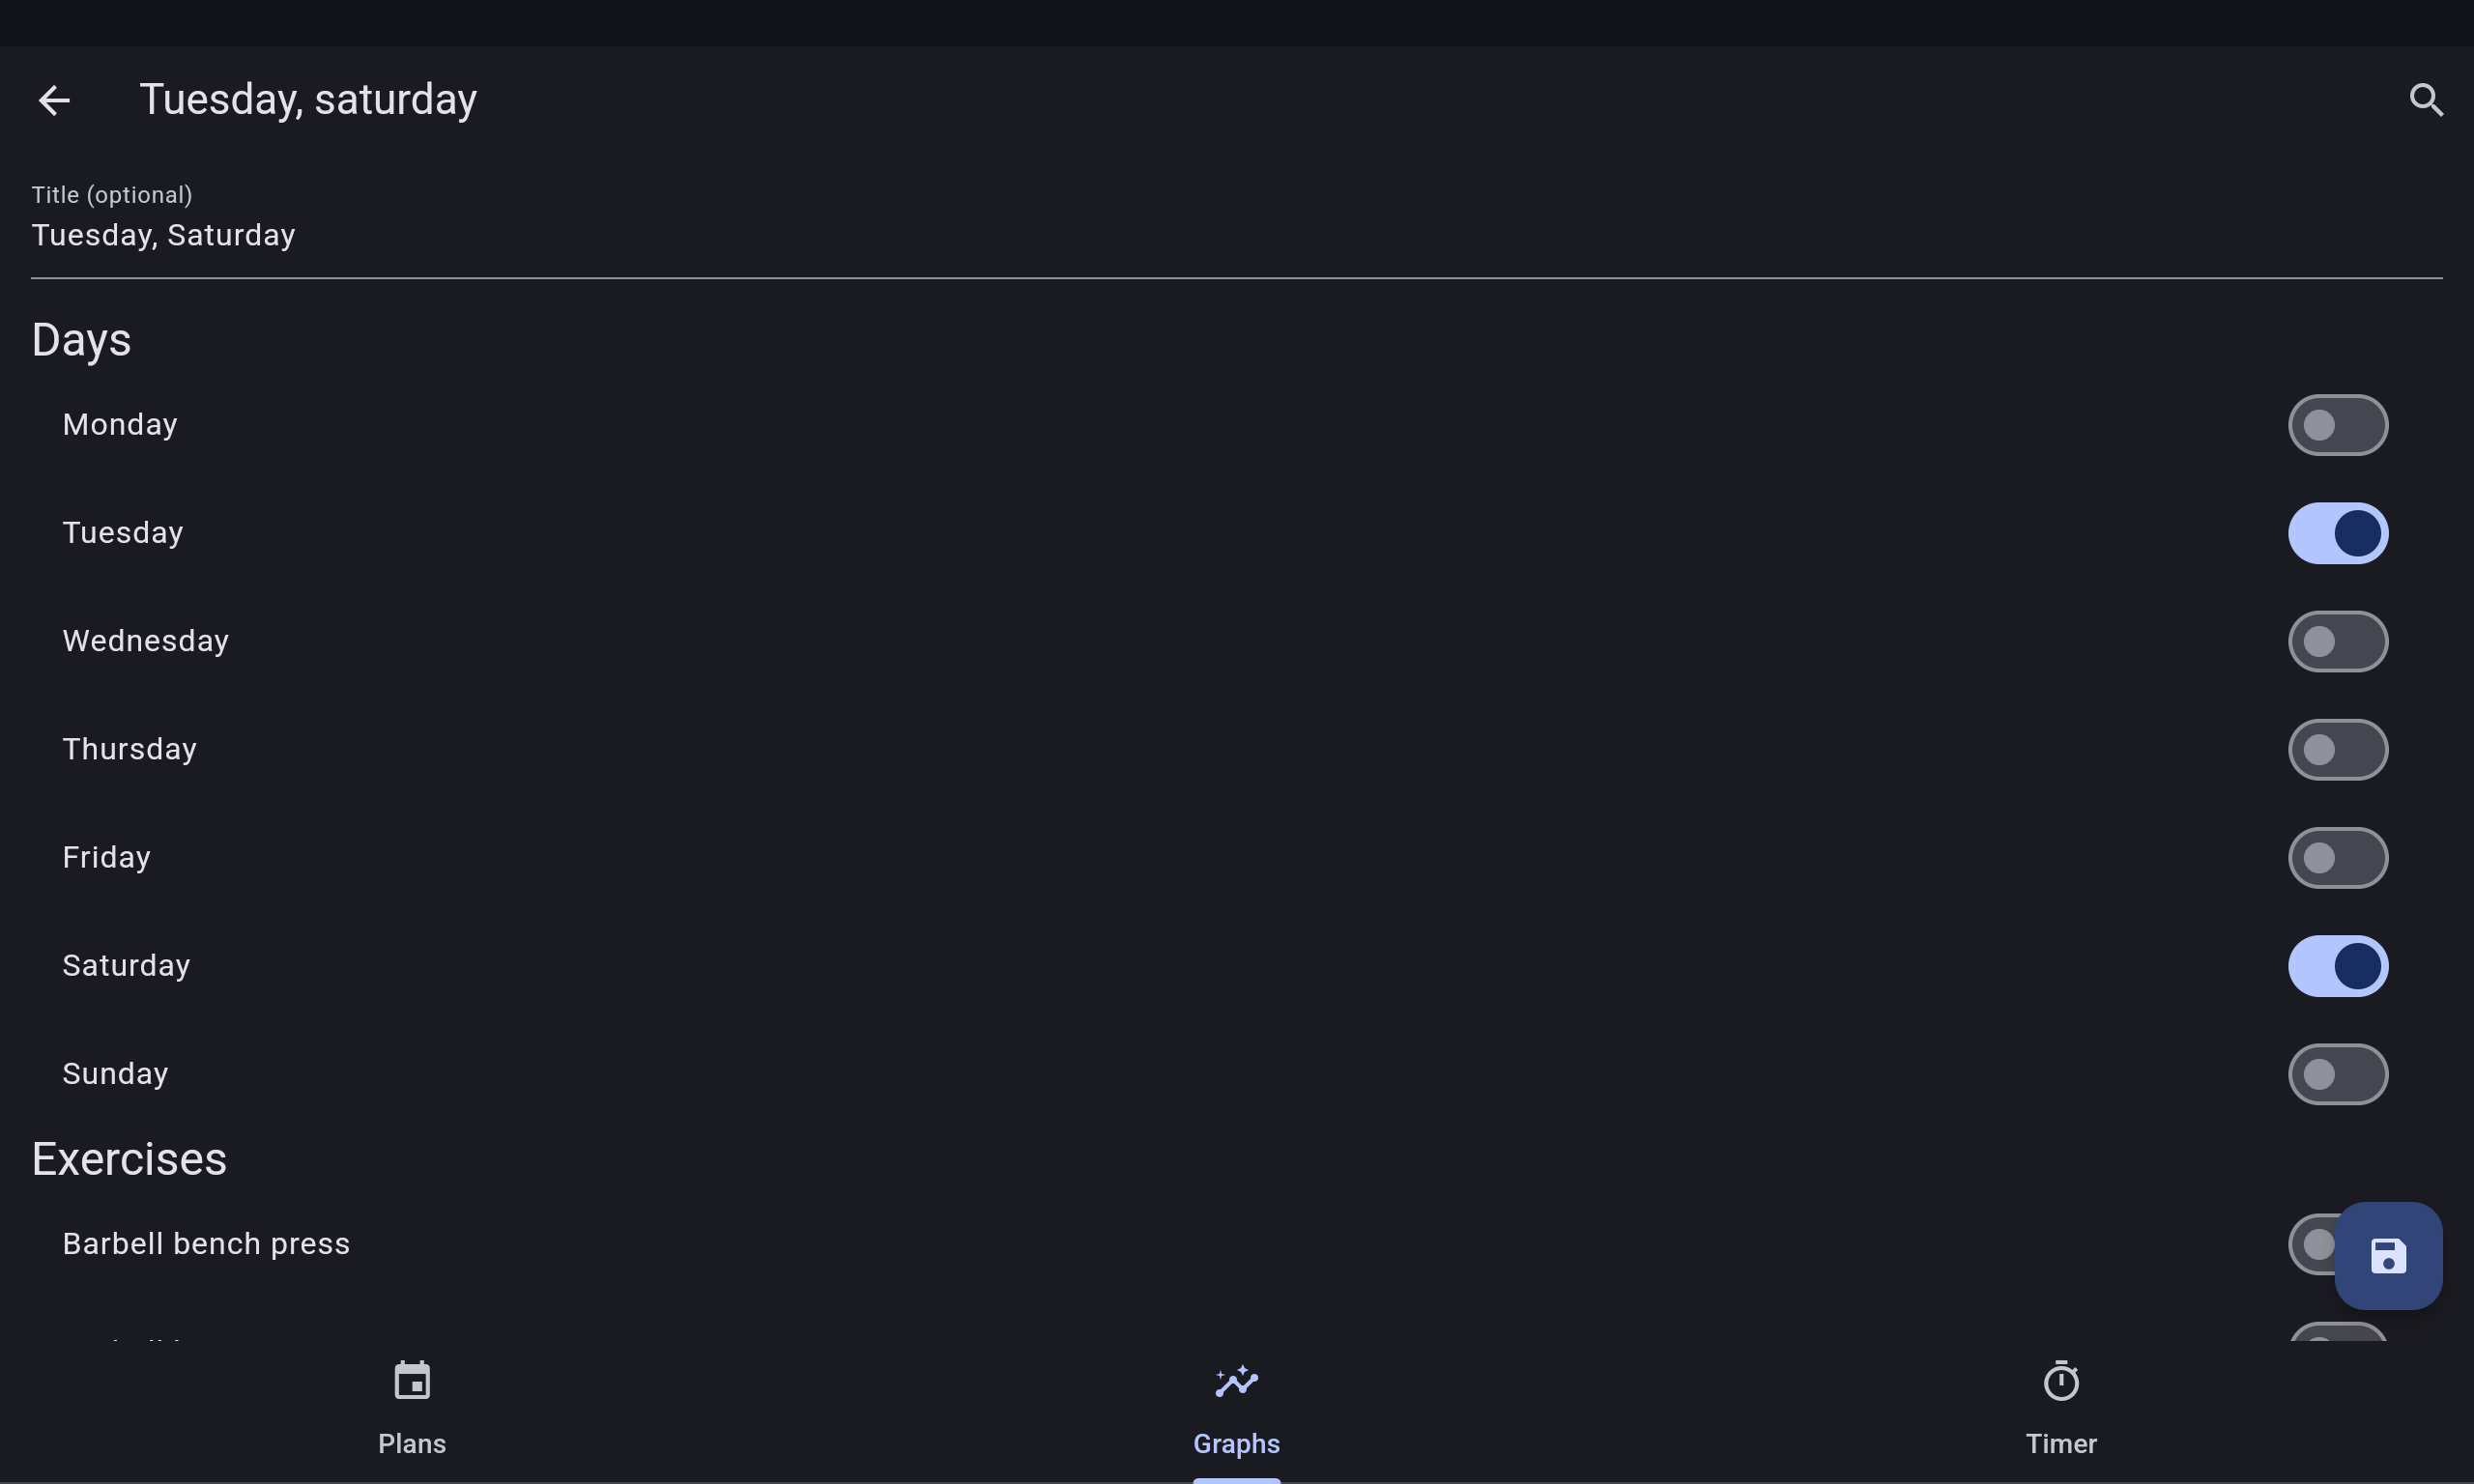 Tuesday, saturday
Title (optional)
Tuesday, Saturday
Days
Monday
Tuesday
Wednesday
Thursday
Friday
Saturday
Sunday
Exercises
Barbell bench press
Plans
Graphs
Timer